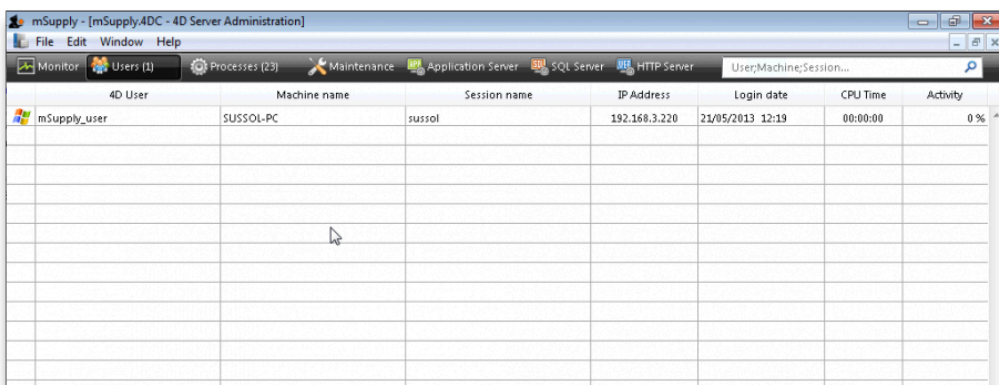 mSupply - [mSupply.4DC - 4D Server Administration]
File Edit Window Help
Monitor Users (1) Processes (23) Maintenance Application Server SQL Server HTTP Server User;Machine;Session...
4D User Machine name Session name IP Address Login date CPU Time Activity
mSupply_user SUSSOL-PC sussol 192.168.3.220 21/05/2013 12:19 00:00:00 0 %